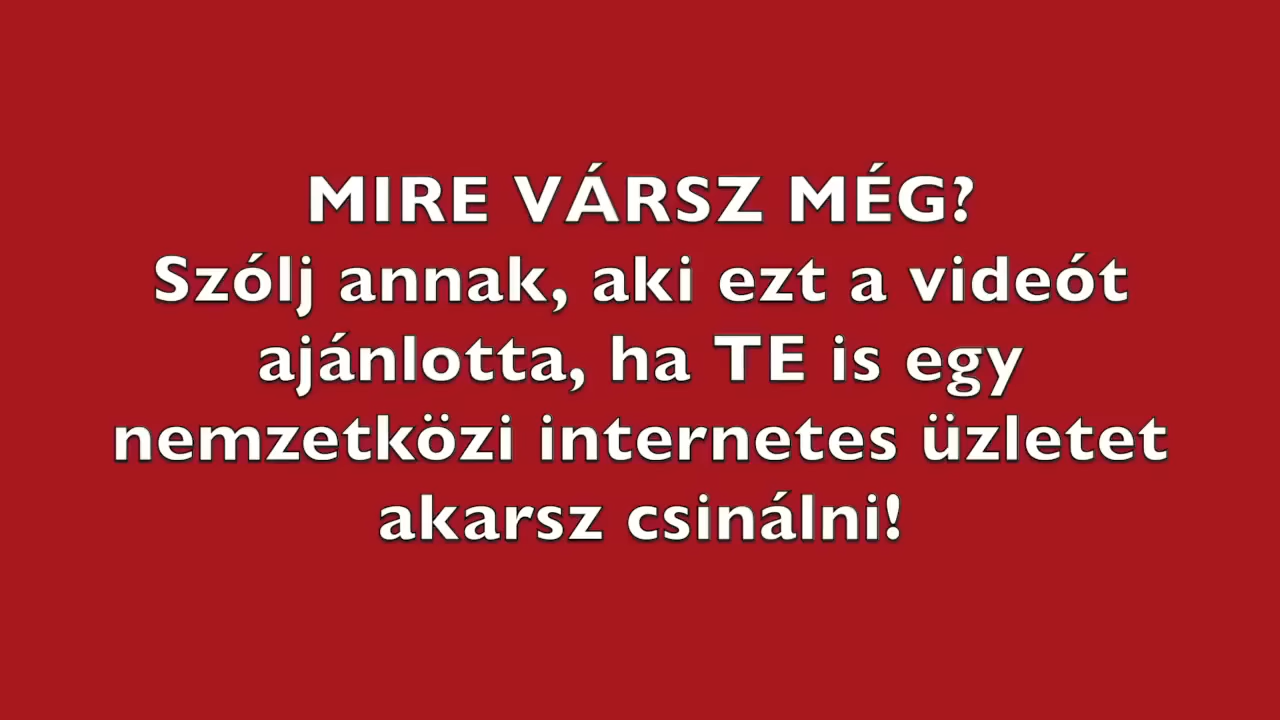 MIRE VÁRSZ MÉG?
Szólj annak, aki ezt a videót
ajánlotta, ha TE is egy
nemzetközi internetes üzletet
akarsz csinálni!